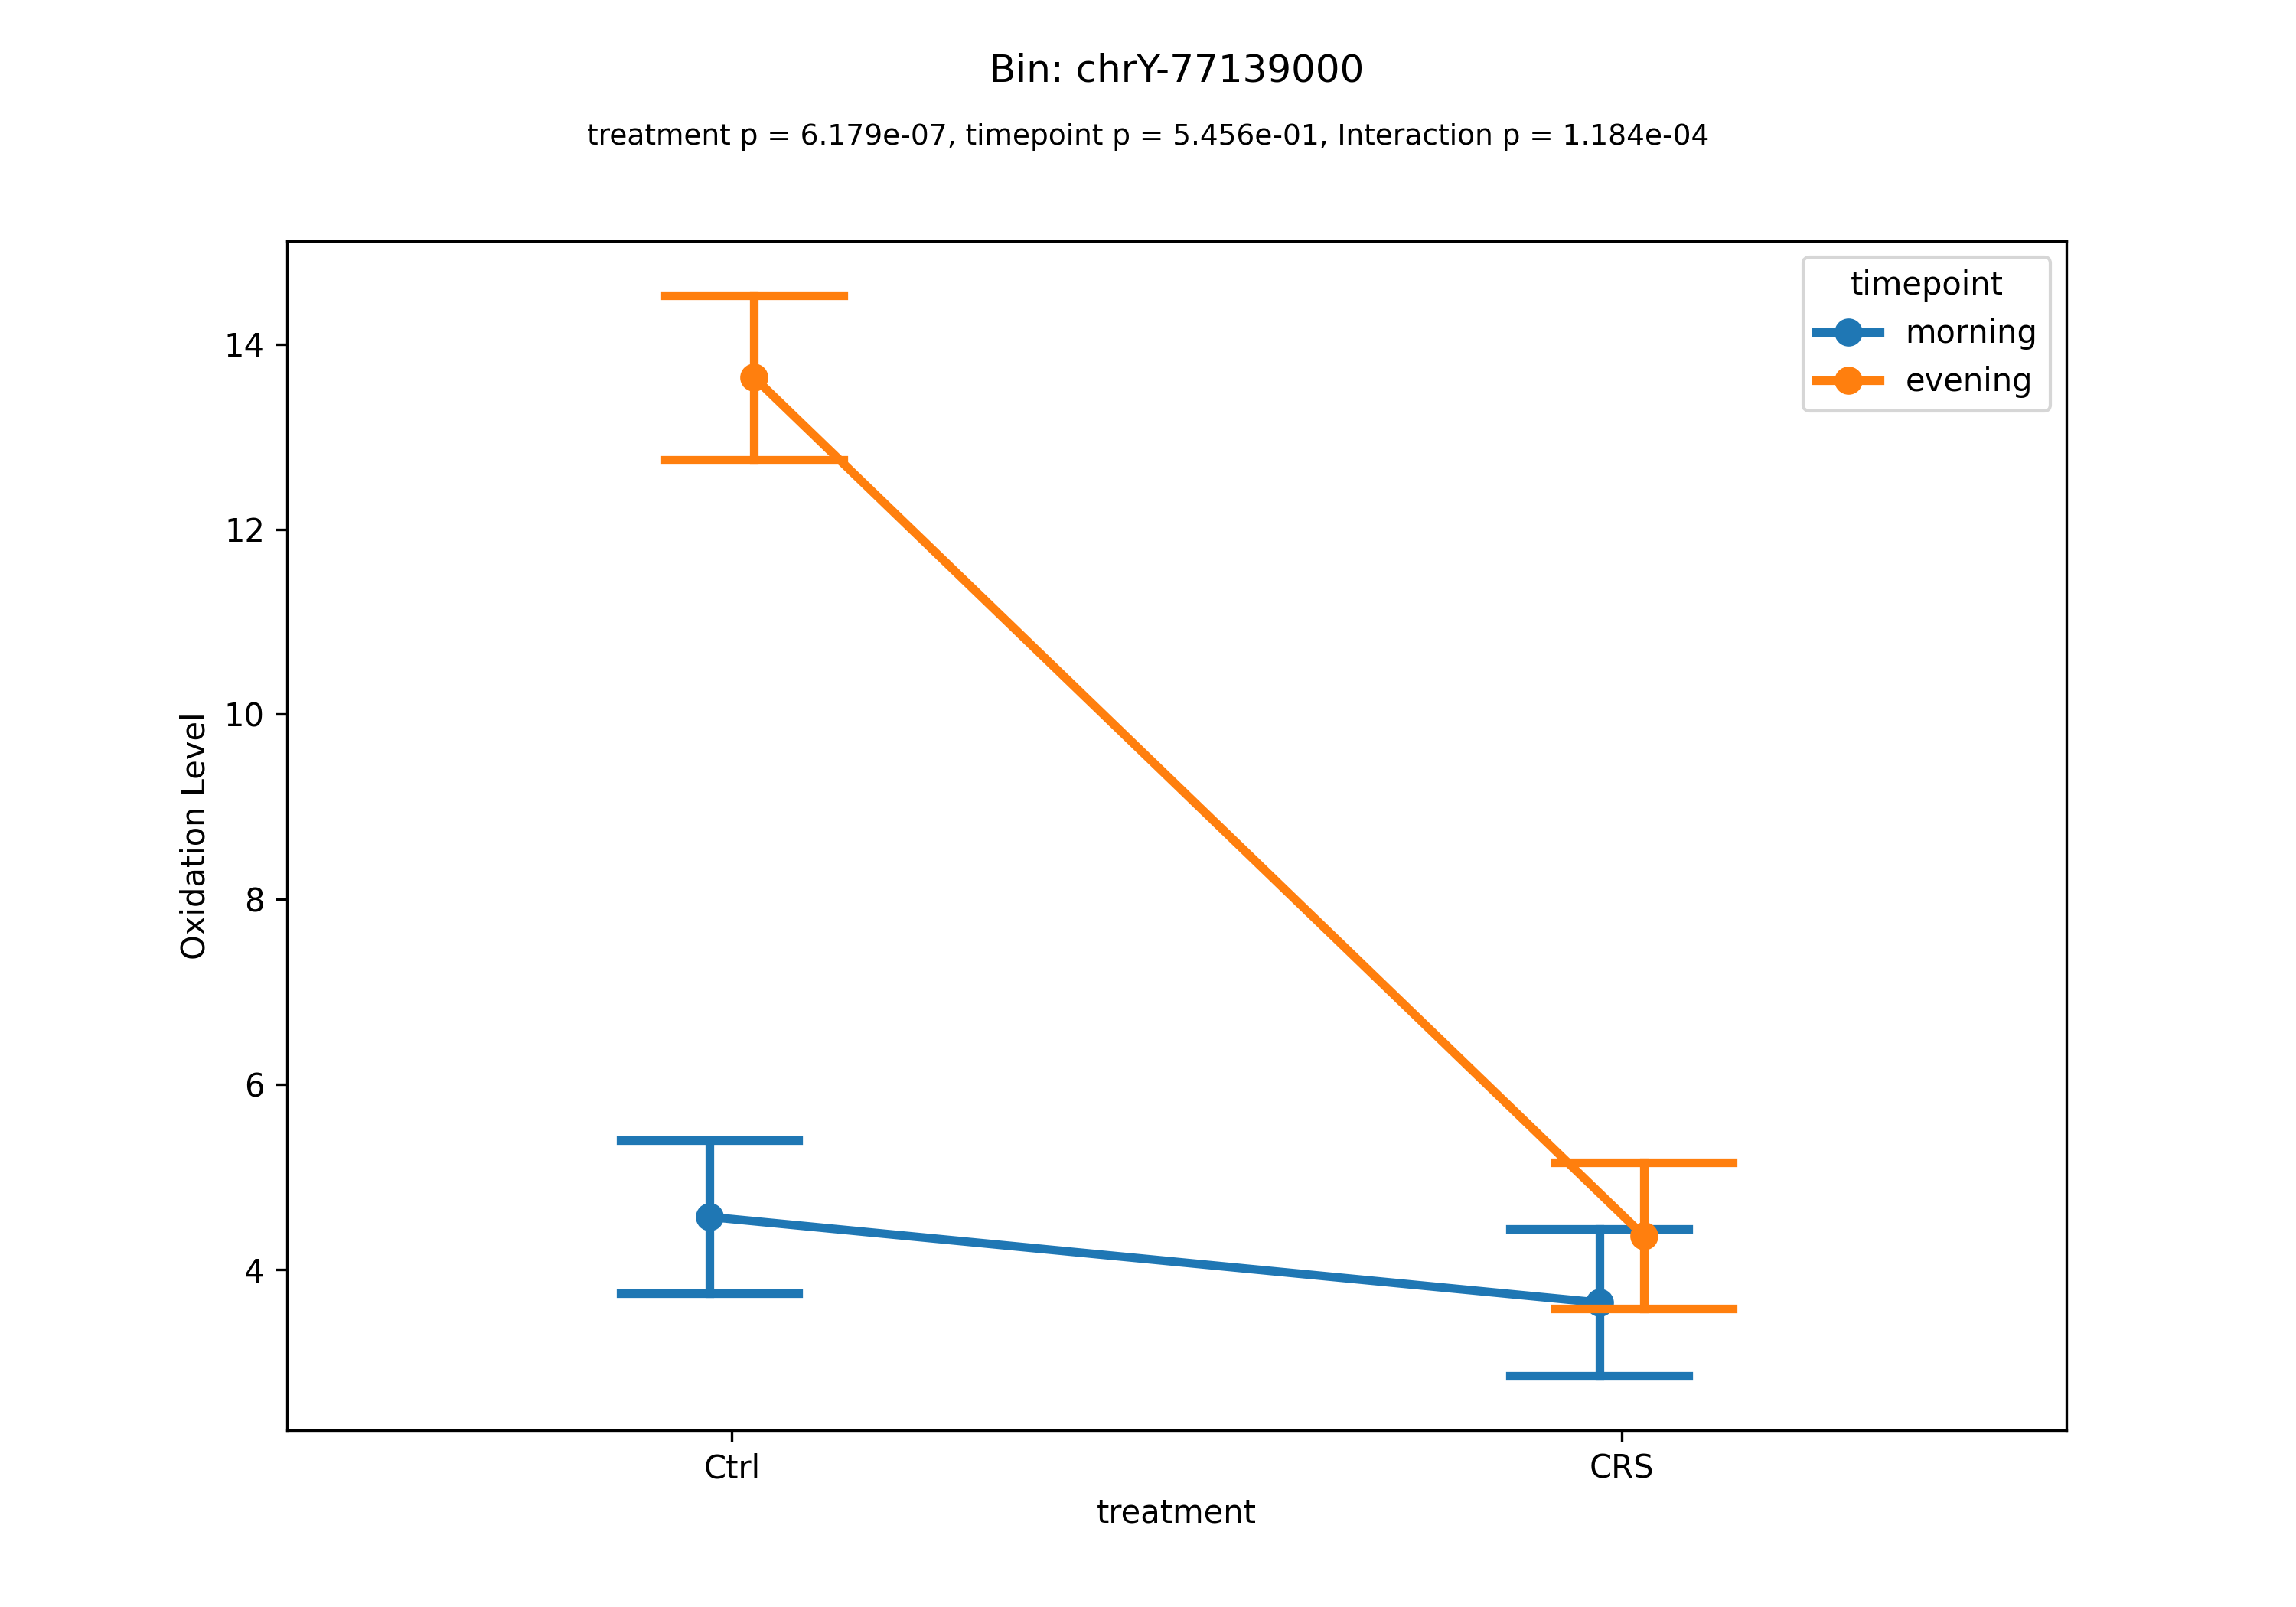 Bin: chrY-77139000
treatment p = 6.179e-07, timepoint p = 5.456e-01, Interaction p = 1.184e-04
timepoint
morning
evening
14
12
10
8
6
4
Oxidation Level
Ctrl
CRS
treatment